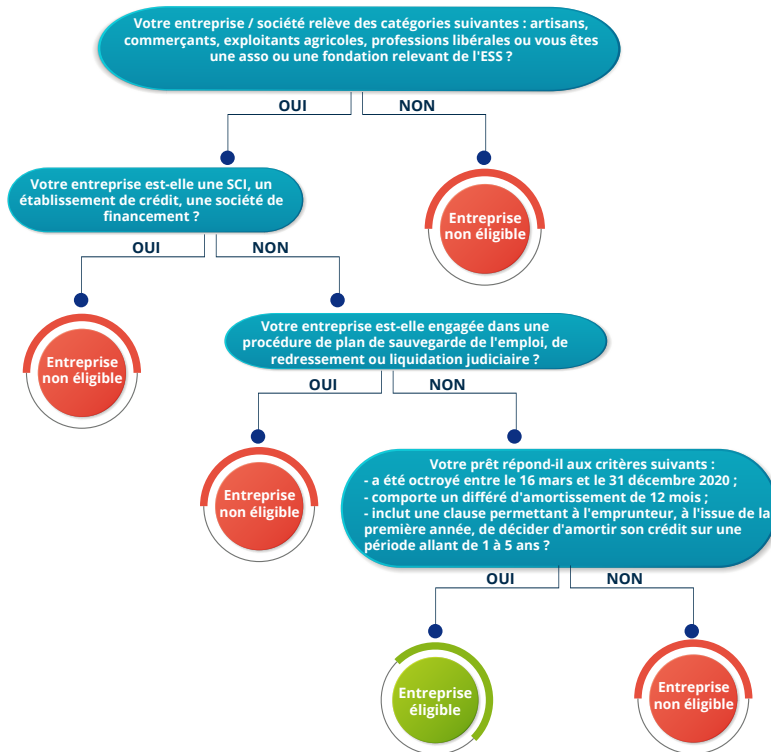 Votre entreprise / société relève des catégories suivantes : artisans,
commerçants, exploitants agricoles, professions libérales ou vous êtes
une asso ou une fondation relevant de l'ESS ?
OUI
NON
Votre entreprise est-elle une SCI, un
établissement de crédit, une société de
financement ?
Entreprise
non éligible
OUI
NON
Votre entreprise est-elle engagée dans une
procédure de plan de sauvegarde de l'emploi, de
redressement ou liquidation judiciaire ?
Entreprise
non éligible
OUI
NON
Votre prêt répond-il aux critères suivants :
- a été octroyé entre le 16 mars et le 31 décembre 2020 ;
- comporte un différé d'amortissement de 12 mois ;
- inclut une clause permettant à l'emprunteur, à l'issue de la
première année, de décider d'amortir son crédit sur une
période allant de 1 à 5 ans ?
Entreprise
non éligible
OUI
NON
Entreprise
éligible
Entreprise
non éligible